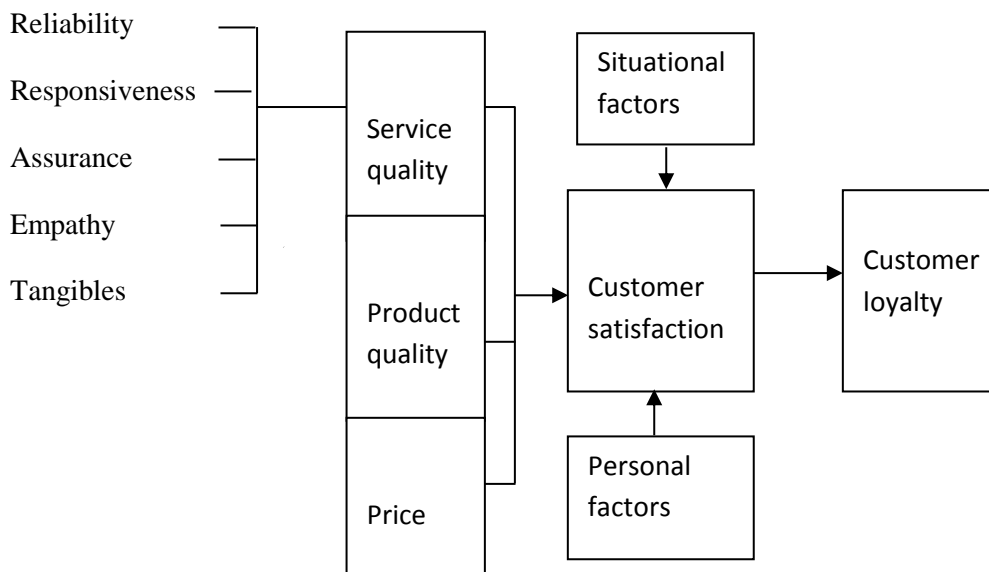 Reliability
Responsiveness
Assurance
Empathy
Tangibles
Service
quality
Product
quality
Price
Situational
factors
Customer
satisfaction
Personal
factors
Customer
loyalty